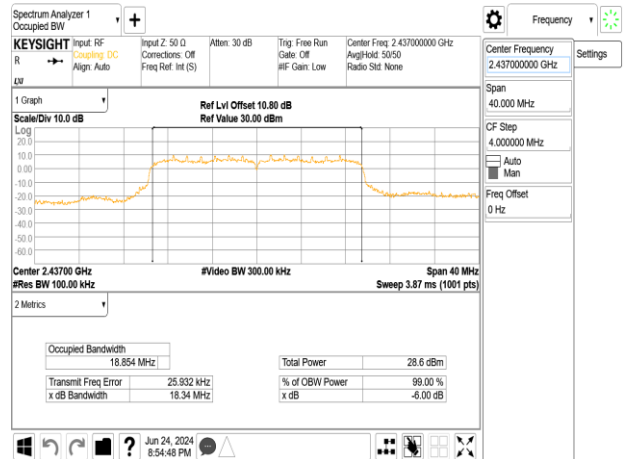 Spectrum Analyzer 1
Occupied BW
Frequency
KEYSIGHT
R
LXI
Input: RF
Coupling: DC
Align: Auto
Input Z: 50 Ω
Corrections: Off
Freq Ref: Int (S)
Atten: 30 dB
Trig: Free Run
Gate: Off
#IF Gain: Low
Center Freq: 2.437000000 GHz
Avg|Hold: 50/50
Radio Std: None
Center Frequency
2.437000000 GHz
Settings
Span
40.000 MHz
CF Step
4.000000 MHz
Auto
Man
Freq Offset
0 Hz
1 Graph
Ref Lvl Offset 10.80 dB
Scale/Div 10.0 dB
Ref Value 30.00 dBm
Log
20.0
10.0
0.00
-10.0
-20.0
-30.0
-40.0
-50.0
-60.0
Center 2.43700 GHz
#Video BW 300.00 kHz
Span 40 MHz
#Res BW 100.00 kHz
Sweep 3.87 ms (1001 pts)
2 Metrics
Occupied Bandwidth
18.854 MHz
Total Power 28.6 dBm
Transmit Freq Error 25.932 kHz
% of OBW Power 99.00 %
x dB Bandwidth 18.34 MHz
x dB -6.00 dB
?
Jun 24, 2024
8:54:48 PM